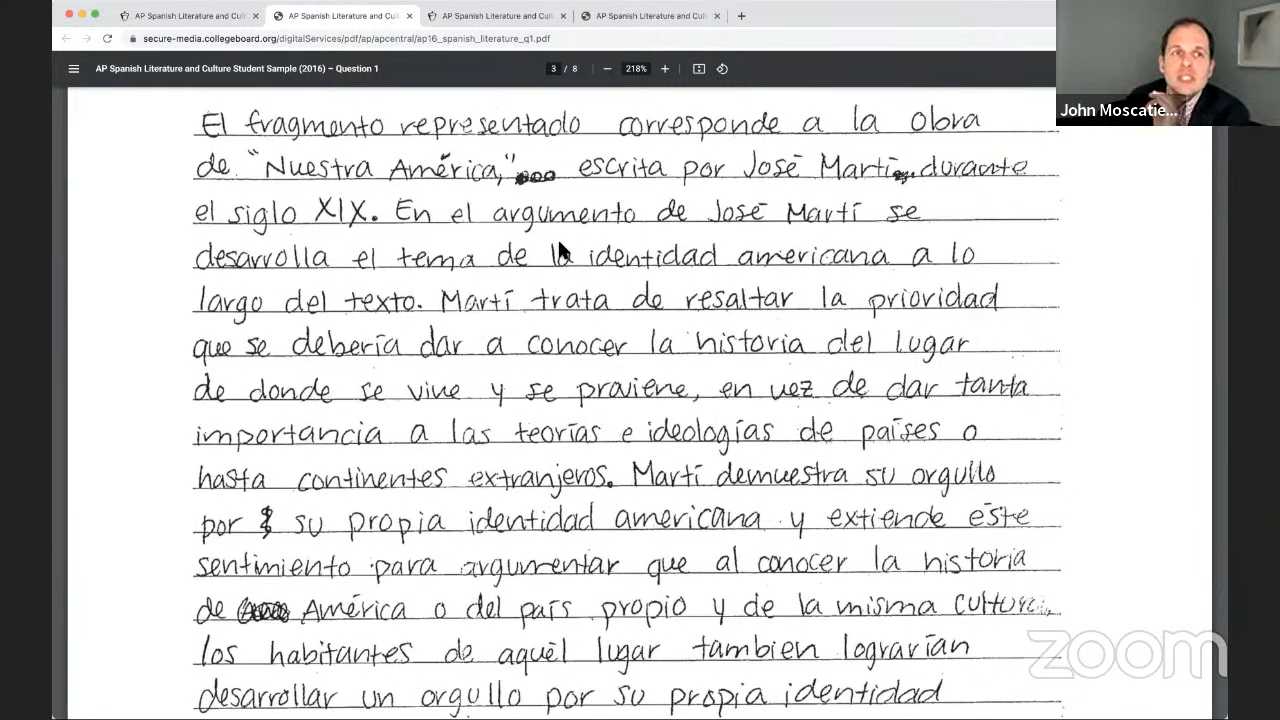 AP Spanish Literature and Cult
AP Spanish Literature and Cult
AP Spanish Literature and Cult
AP Spanish Literature and Cult
secure-media.collegeboard.org/digitalServices/pdf/ap/apcentral/ap16_spanish_literature_q1.pdf
AP Spanish Literature and Culture Student Sample (2016) – Question 1
3 / 8
218%
John Moscatie...
El fragmento representado corresponde a la obra
de "Nuestra América," escrita por José Martí durante
el siglo XIX. En el argumento de José Martí se
desarrolla el tema de la identidad americana a lo
largo del texto. Martí trata de resaltar la prioridad
que se debería dar a conocer la historia del lugar
de donde se vive y se proviene, en vez de dar tanta
importancia a las teorías e ideologías de países o
hasta continentes extranjeros. Martí demuestra su orgullo
por su propia identidad americana y extiende éste
sentimiento para argumentar que al conocer la historia
de América o del país propio y de la misma cultura
los habitantes de aquél lugar tambien lograrían
desarrollar un orgullo por su propia identidad
zoom